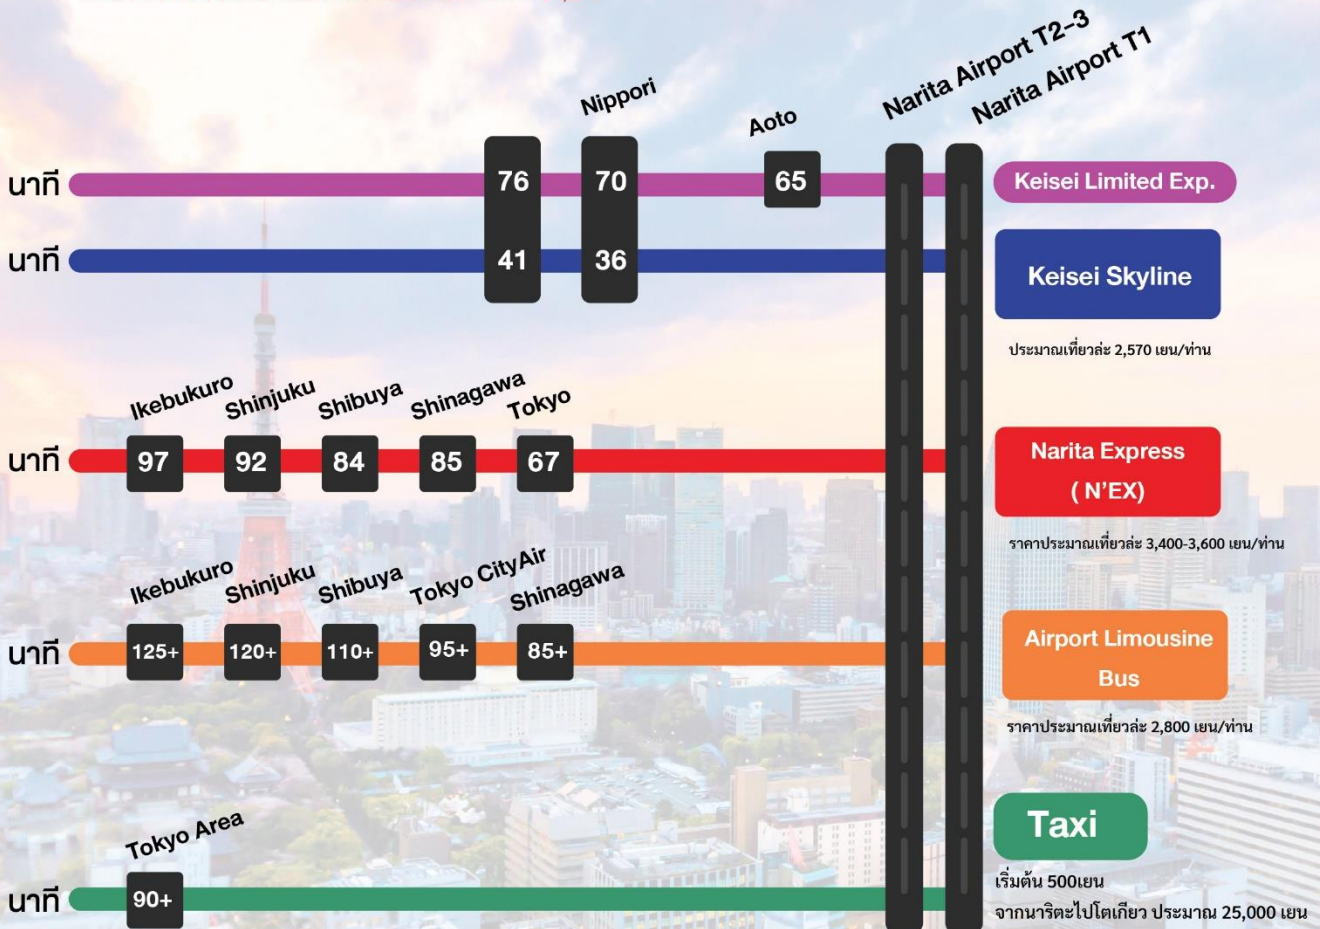 Narita Airport T2-3
Narita Airport T1
Nippori
Aoto
นาที
76
70
65
Keisei Limited Exp.
นาที
41
36
Keisei Skyline
ประมาณเที่ยวล่ะ 2,570 เยน/ท่าน
Ikebukuro
Shinjuku
Shibuya
Shinagawa
Tokyo
นาที
97
92
84
85
67
Narita Express
( N'EX)
ราคาประมาณเที่ยวล่ะ 3,400-3,600 เยน/ท่าน
Ikebukuro
Shinjuku
Shibuya
Tokyo CityAir
Shinagawa
นาที
125+
120+
110+
95+
85+
Airport Limousine
Bus
ราคาประมาณเที่ยวล่ะ 2,800 เยน/ท่าน
Tokyo Area
นาที
90+
Taxi
เริ่มต้น 500เยน
จากนาริตะไปโตเกียว ประมาณ 25,000 เยน